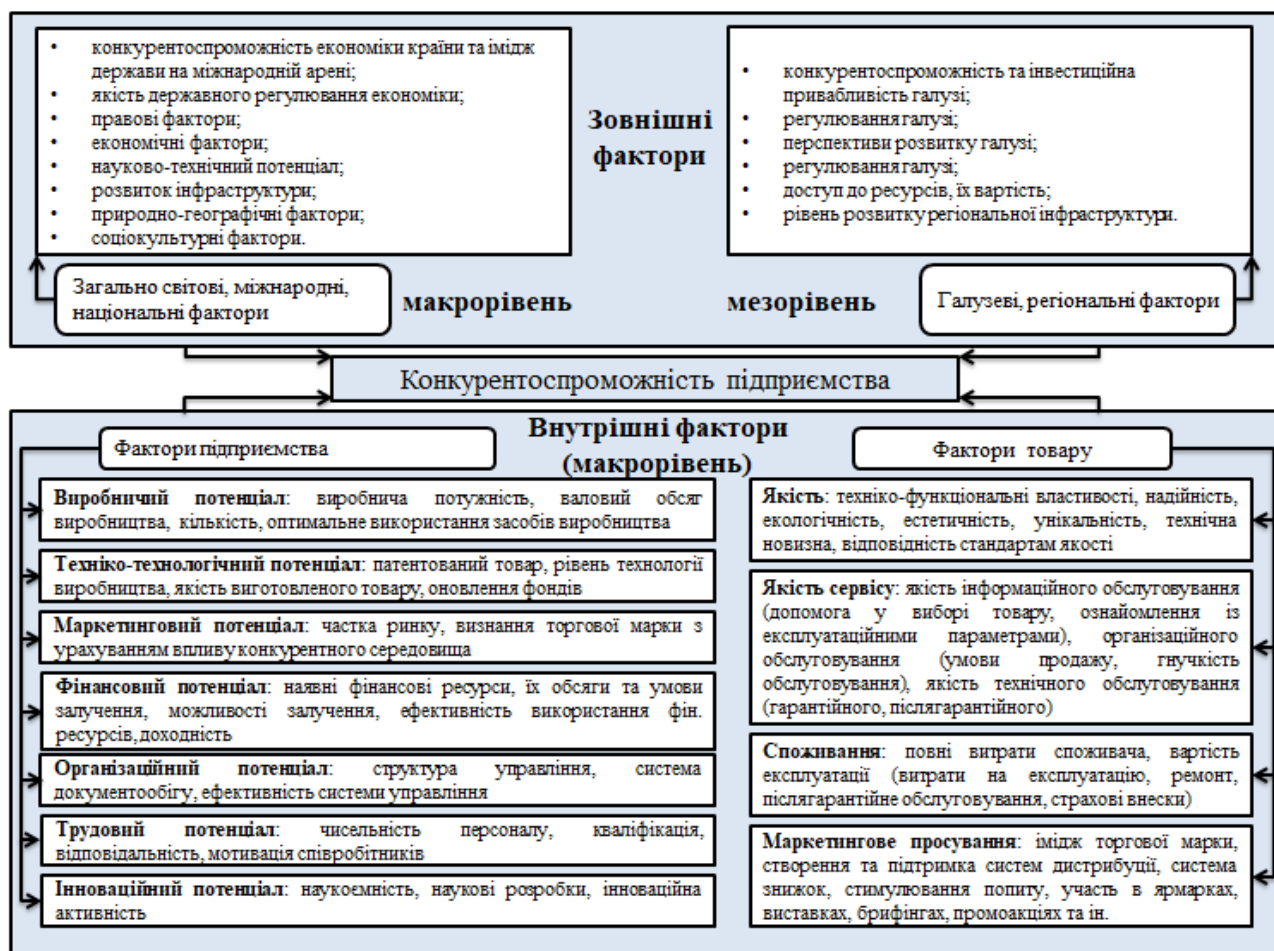 • конкурентоспроможність економіки країни та імідж
держави на міжнародній арені;
• якість державного регулювання економіки;
• правові фактори;
• економічні фактори;
• науково-технічний потенціал;
• розвиток інфраструктури;
• природно-географічні фактори;
• соціокультурні фактори.
Зовнішні
фактори
• конкурентоспроможність та інвестиційна
привабливість галузі;
• регулювання галузі;
• перспективи розвитку галузі;
• регулювання галузі;
• доступ до ресурсів, їх вартість;
• рівень розвитку регіональної інфраструктури.
Загально світові, міжнародні,
національні фактори
макрорівень
мезорівень
Галузеві, регіональні фактори
Конкурентоспроможність підприємства
Внутрішні фактори
(макрорівень)
Фактори підприємства
Виробничий потенціал: виробнича потужність, валовий обсяг
виробництва, кількість, оптимальне використання засобів виробництва
Техніко-технологічний потенціал: патентований товар, рівень технології
виробництва, якість виготовленого товару, оновлення фондів
Маркетинговий потенціал: частка ринку, визнання торгової марки з
урахуванням впливу конкурентного середовища
Фінансовий потенціал: наявні фінансові ресурси, їх обсяги та умови
залучення, можливості залучення, ефективність використання фін.
ресурсів, доходність
Організаційний потенціал: структура управління, система
документообігу, ефективність системи управління
Трудовий потенціал: чисельність персоналу, кваліфікація,
відповідальність, мотивація співробітників
Інноваційний потенціал: наукоємність, наукові розробки, інноваційна
активність
Фактори товару
Якість: техніко-функціональні властивості, надійність,
екологічність, естетичність, унікальність, технічна
новизна, відповідність стандартам якості
Якість сервісу: якість інформаційного обслуговування
(допомога у виборі товару, ознайомлення із
експлуатаційними параметрами), організаційного
обслуговування (умови продажу, гнучкість
обслуговування), якість технічного обслуговування
(гарантійного, післягарантійного)
Споживання: повні витрати споживача, вартість
експлуатації (витрати на експлуатацію, ремонт,
післягарантійне обслуговування, страхові внески)
Маркетингове просування: імідж торгової марки,
створення та підтримка систем дистрибуції, система
знижок, стимулювання попиту, участь в ярмарках,
виставках, брифінгах, промоакціях та ін.